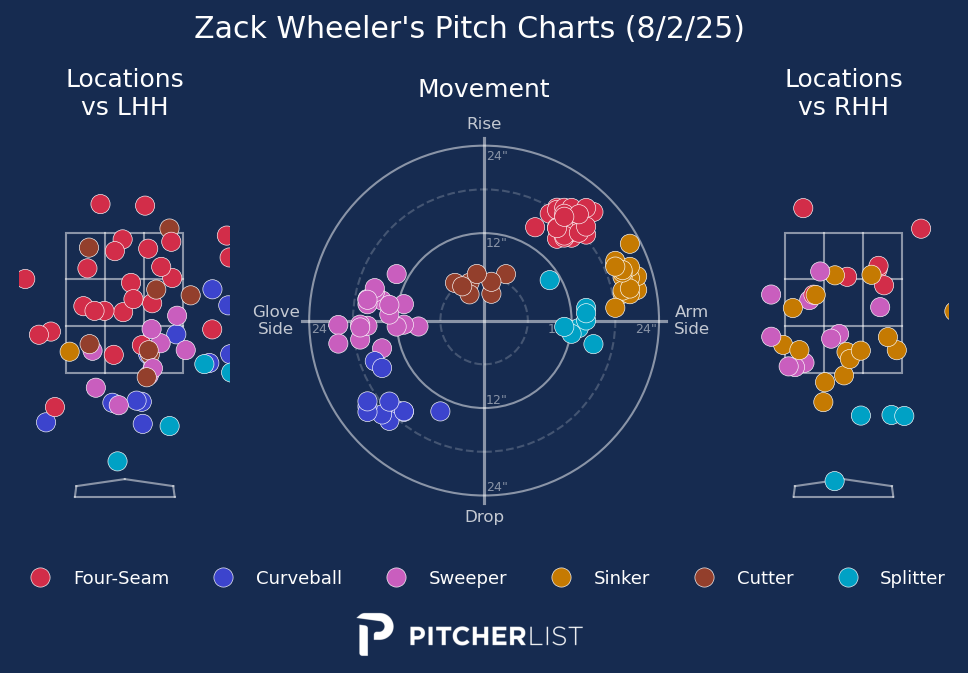 Zack Wheeler's Pitch Charts (8/2/25)
Locations
vs LHH
Movement
Locations
vs RHH
Rise
24"
12"
Glove
Side
24"
24"
Arm
Side
12"
24"
Drop
Four-Seam
Curveball
Sweeper
Sinker
Cutter
Splitter
PITCHERLIST